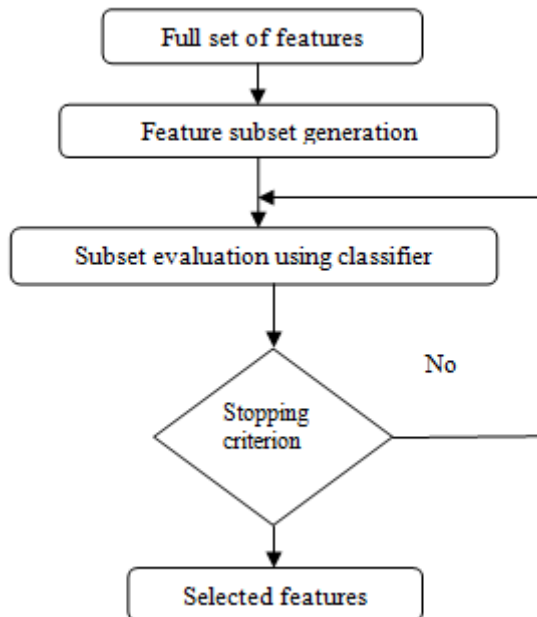 Full set of features
Feature subset generation
Subset evaluation using classifier
No
Stopping
criterion
Selected features